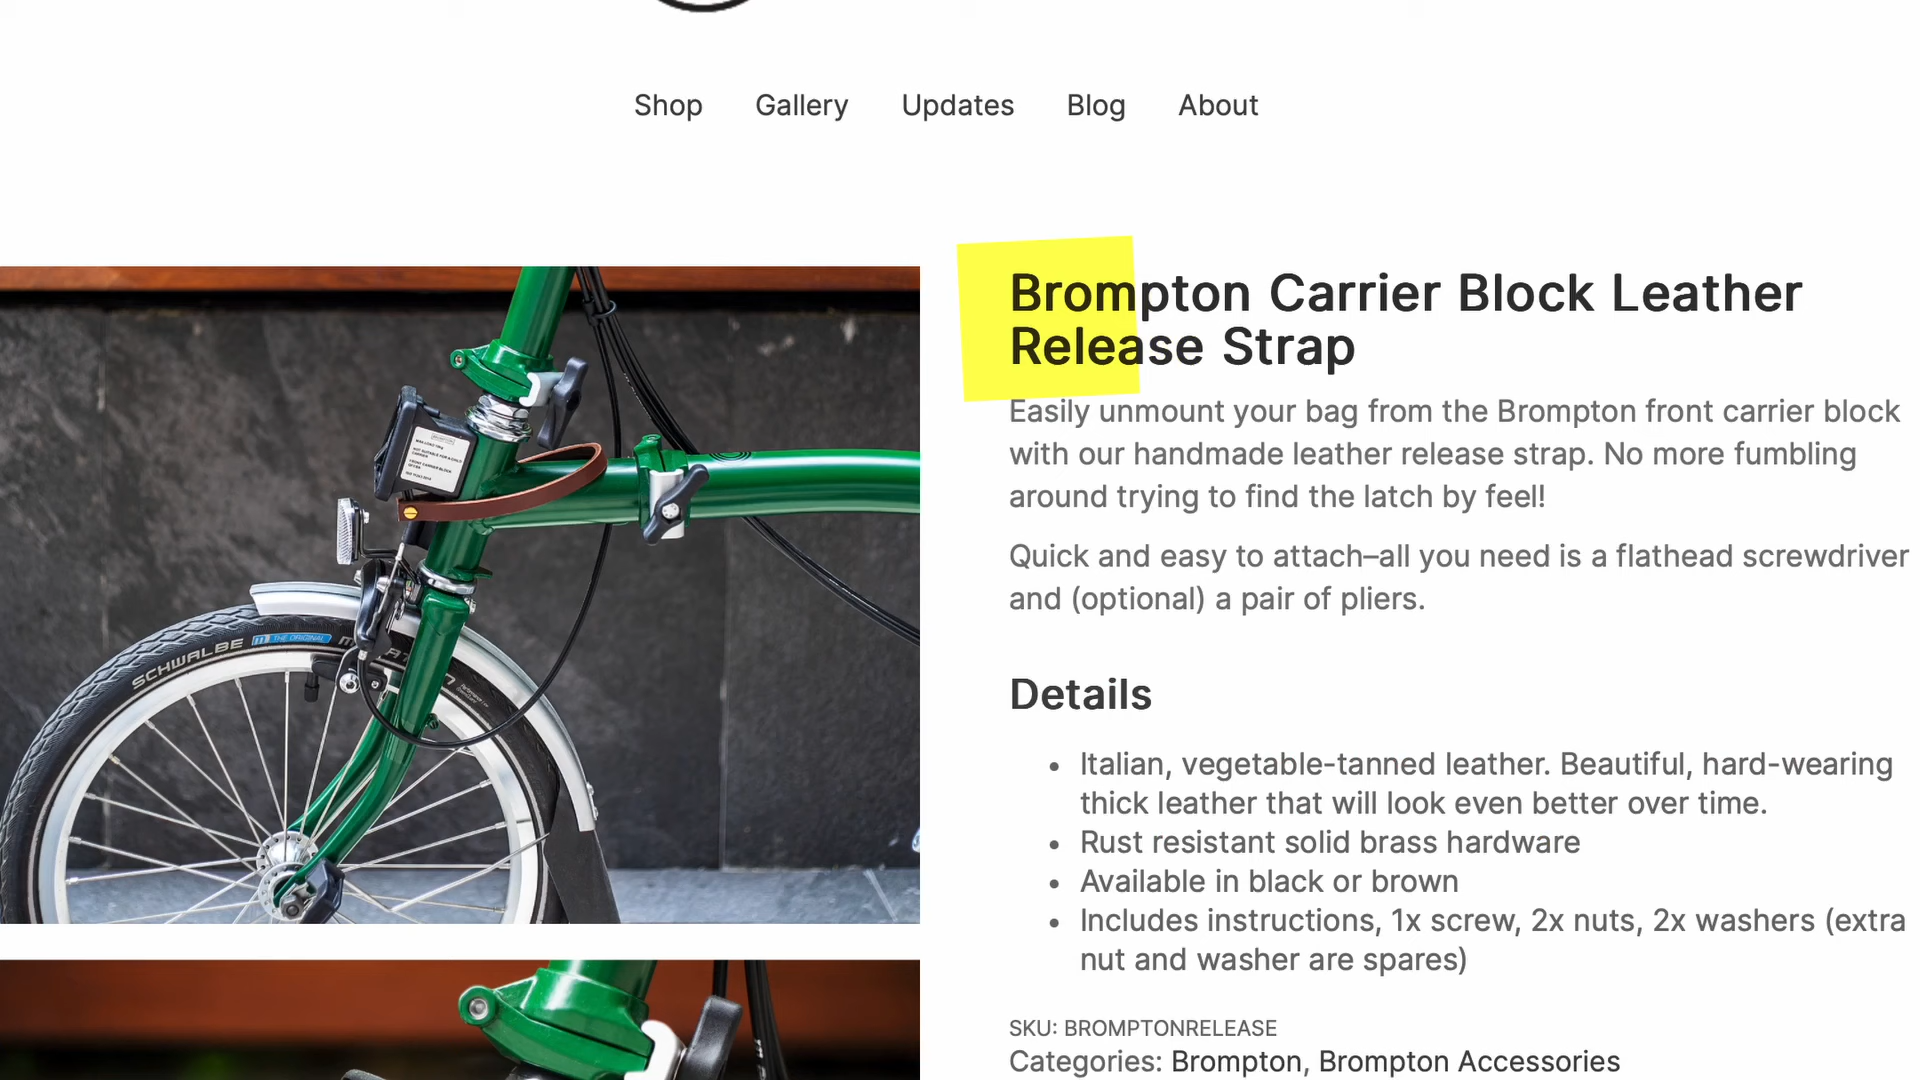 Shop Gallery Updates Blog About
Brompton Carrier Block Leather
Release Strap
Easily unmount your bag from the Brompton front carrier block
with our handmade leather release strap. No more fumbling
around trying to find the latch by feel!
Quick and easy to attach–all you need is a flathead screwdriver
and (optional) a pair of pliers.
Details
• Italian, vegetable-tanned leather. Beautiful, hard-wearing
thick leather that will look even better over time.
• Rust resistant solid brass hardware
• Available in black or brown
• Includes instructions, 1x screw, 2x nuts, 2x washers (extra
nut and washer are spares)
SKU: BROMPTONRELEASE
Categories: Brompton, Brompton Accessories
SCHWALBE THE ORIGINAL